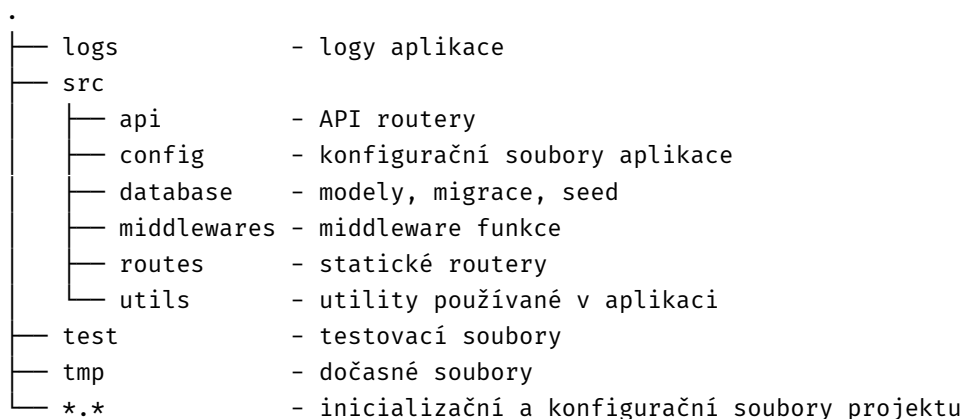 .
├── logs - logy aplikace
├── src
│   ├── api - API routery
│   ├── config - konfigurační soubory aplikace
│   ├── database - modely, migrace, seed
│   ├── middlewares - middleware funkce
│   ├── routes - statické routery
│   └── utils - utility používané v aplikaci
├── test - testovací soubory
├── tmp - dočasné soubory
└── *.* - inicializační a konfigurační soubory projektu